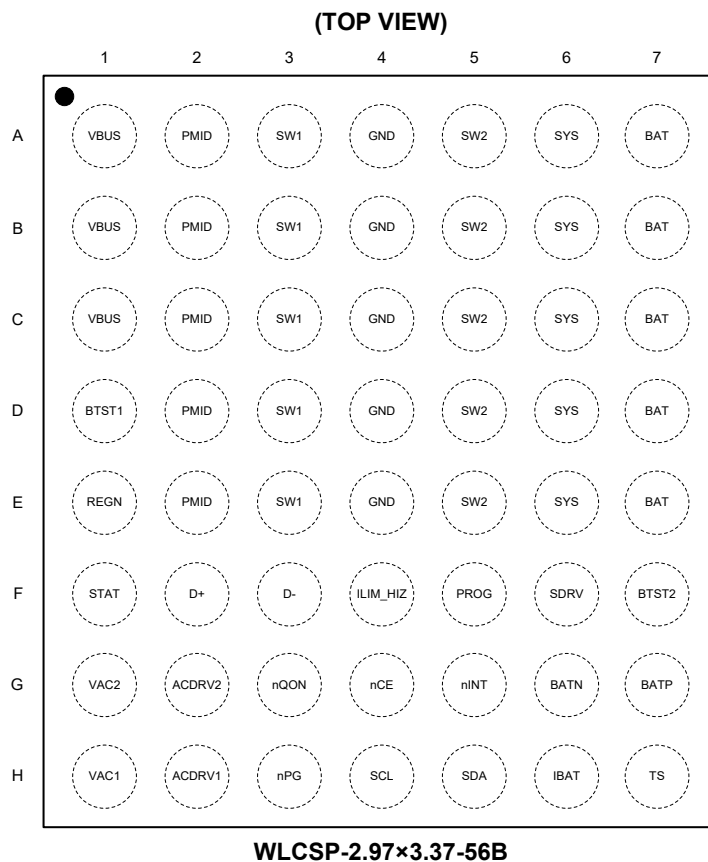 (TOP VIEW)
1 2 3 4 5 6 7
A VBUS PMID SW1 GND SW2 SYS BAT
B VBUS PMID SW1 GND SW2 SYS BAT
C VBUS PMID SW1 GND SW2 SYS BAT
D BTST1 PMID SW1 GND SW2 SYS BAT
E REGN PMID SW1 GND SW2 SYS BAT
F STAT D+ D- ILIM_HIZ PROG SDRV BTST2
G VAC2 ACDRV2 nQON nCE nINT BATN BATP
H VAC1 ACDRV1 nPG SCL SDA IBAT TS
WLCSP-2.97×3.37-56B